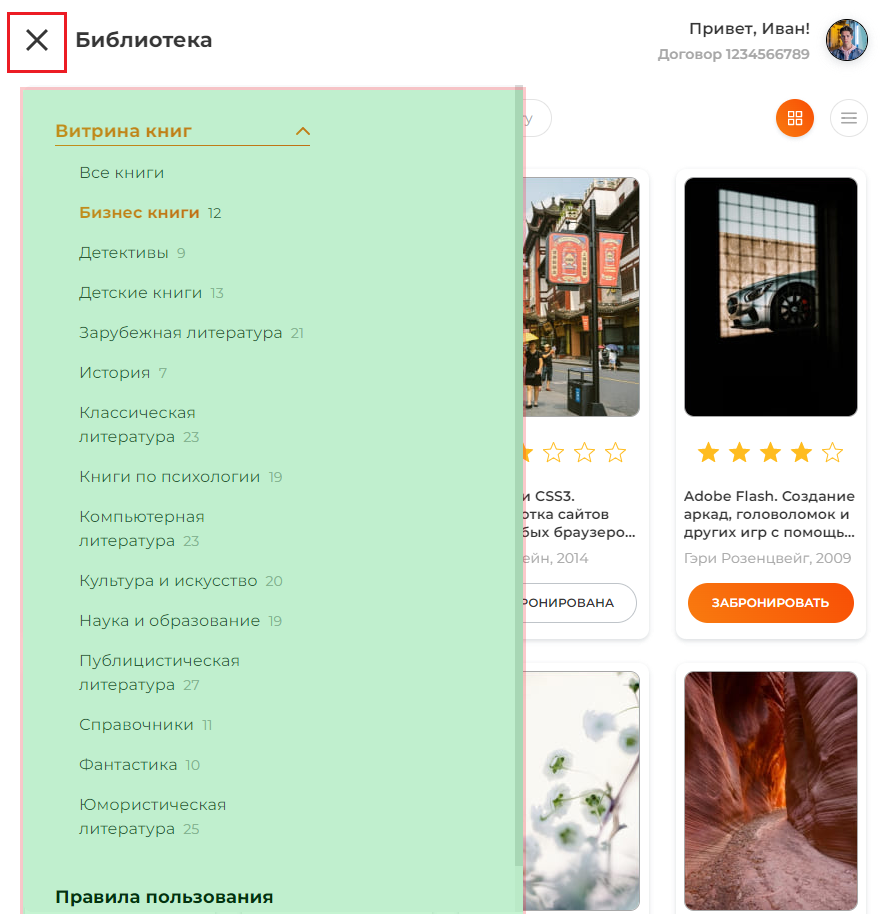 Библиотека
Привет, Иван!
Договор 1234566789
Витрина книг
Все книги
Бизнес книги 12
Детективы 9
Детские книги 13
Зарубежная литература 21
История 7
Классическая
литература 23
Книги по психологии 19
Компьютерная
литература 23
Культура и искусство 20
Наука и образование 19
Публицистическая
литература 27
Справочники 11
Фантастика 10
Юмористическая
литература 25
Правила пользования
и CSS3.
отка сайтов
бых браузеро...
ейн, 2014
РОНИРОВАНА
Adobe Flash. Создание
аркад, головоломок и
других игр с помощь...
Гэри Розенцвейг, 2009
ЗАБРОНИРОВАТЬ